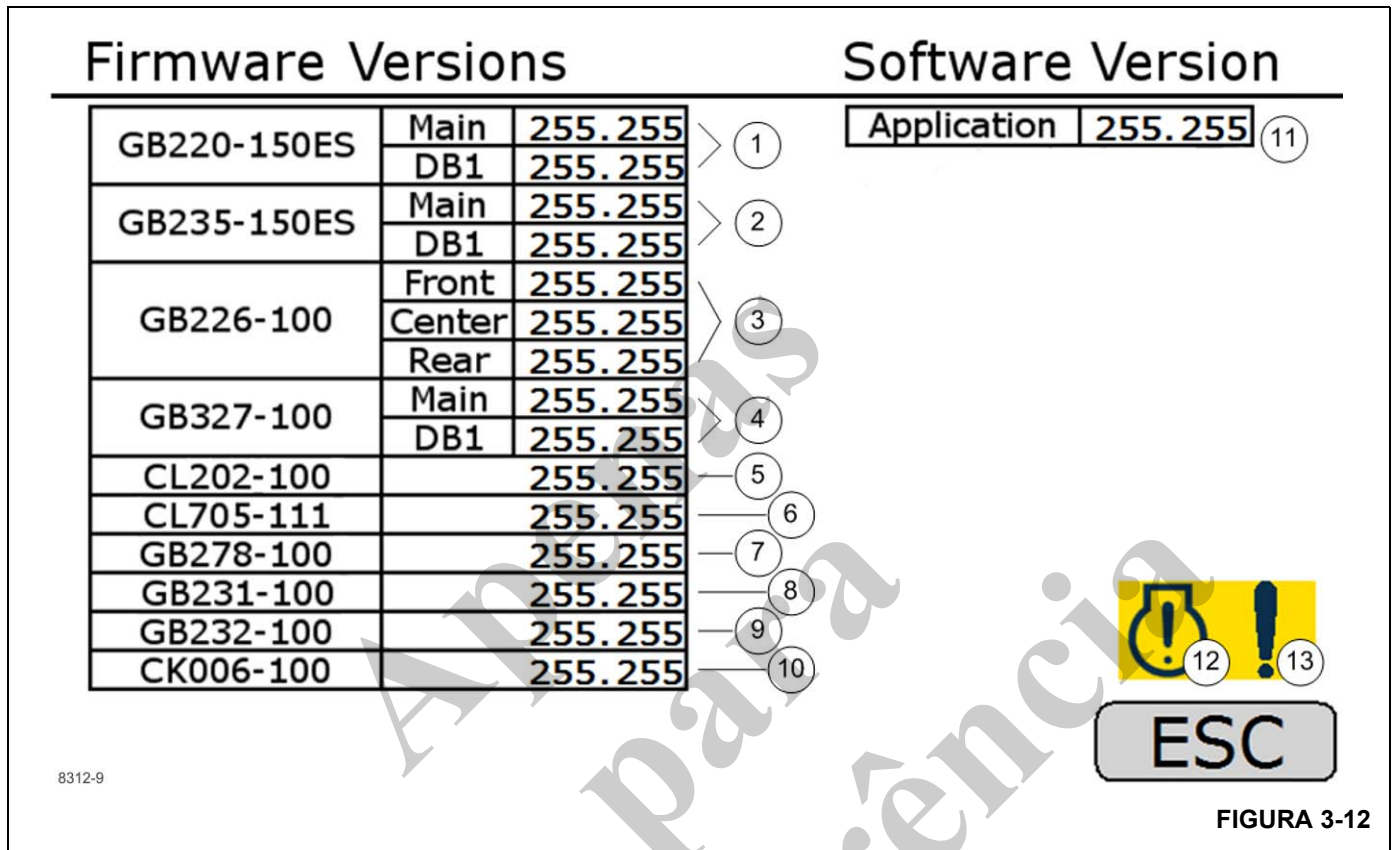 Firmware Versions
Software Version
GB220-150ES Main 255.255 1
DB1 255.255
GB235-150ES Main 255.255 2
DB1 255.255
GB226-100 Front 255.255 3
Center 255.255
Rear 255.255
GB327-100 Main 255.255 4
DB1 255.255
CL202-100 255.255 5
CL705-111 255.255 6
GB278-100 255.255 7
GB231-100 255.255 8
GB232-100 255.255 9
CK006-100 255.255 10
Application 255.255 11
12 13
ESC
8312-9
FIGURA 3-12
Apenas
para
rência